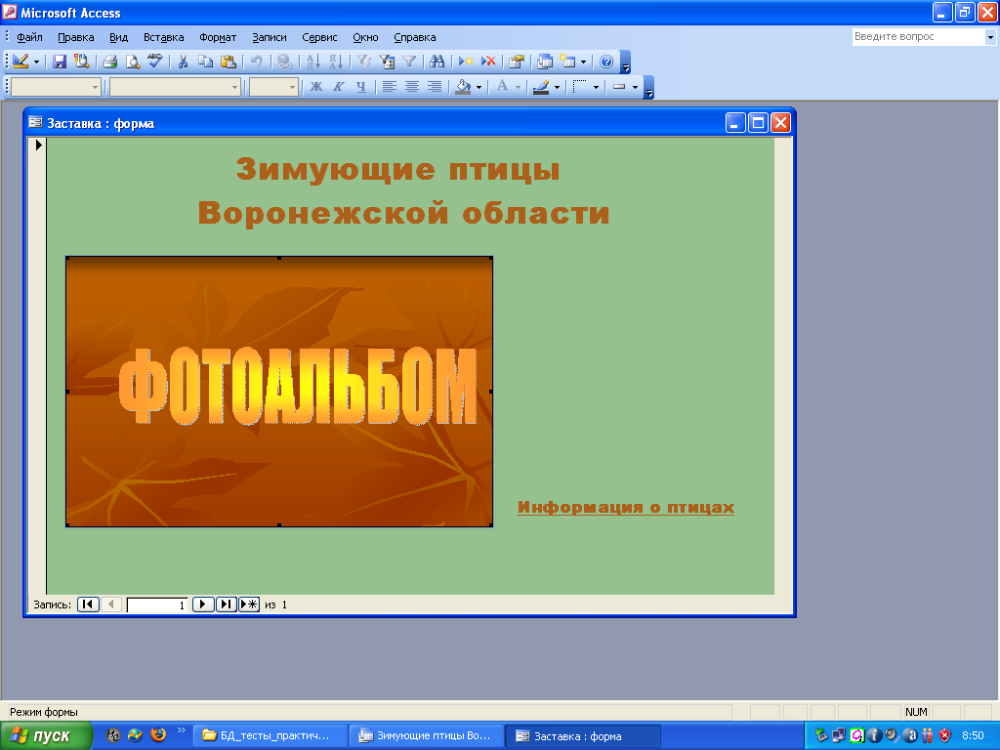 Microsoft Access
Файл Правка Вид Вставка Формат Записи Сервис Окно Справка
Введите вопрос
Ж К Ч А
Заставка : форма
Зимующие птицы
Воронежской области
ФОТОАЛЬБОМ
Информация о птицах
Запись: 1 из 1
Режим формы
NUM
пуск
БД_тесты_практич...
Зимующие птицы Во...
Заставка : форма
8:50